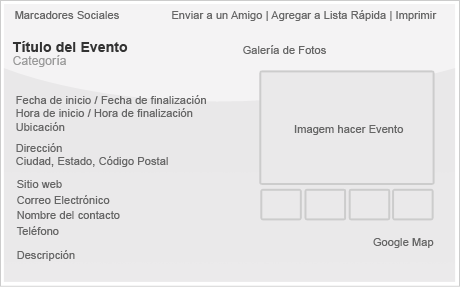 Marcadores Sociales
Enviar a un Amigo | Agregar a Lista Rápida | Imprimir
Título del Evento
Categoría
Galería de Fotos
Fecha de inicio / Fecha de finalización
Hora de inicio / Hora de finalización
Ubicación
Imagem hacer Evento
Dirección
Ciudad, Estado, Código Postal
Sitio web
Correo Electrónico
Nombre del contacto
Teléfono
Google Map
Descripción